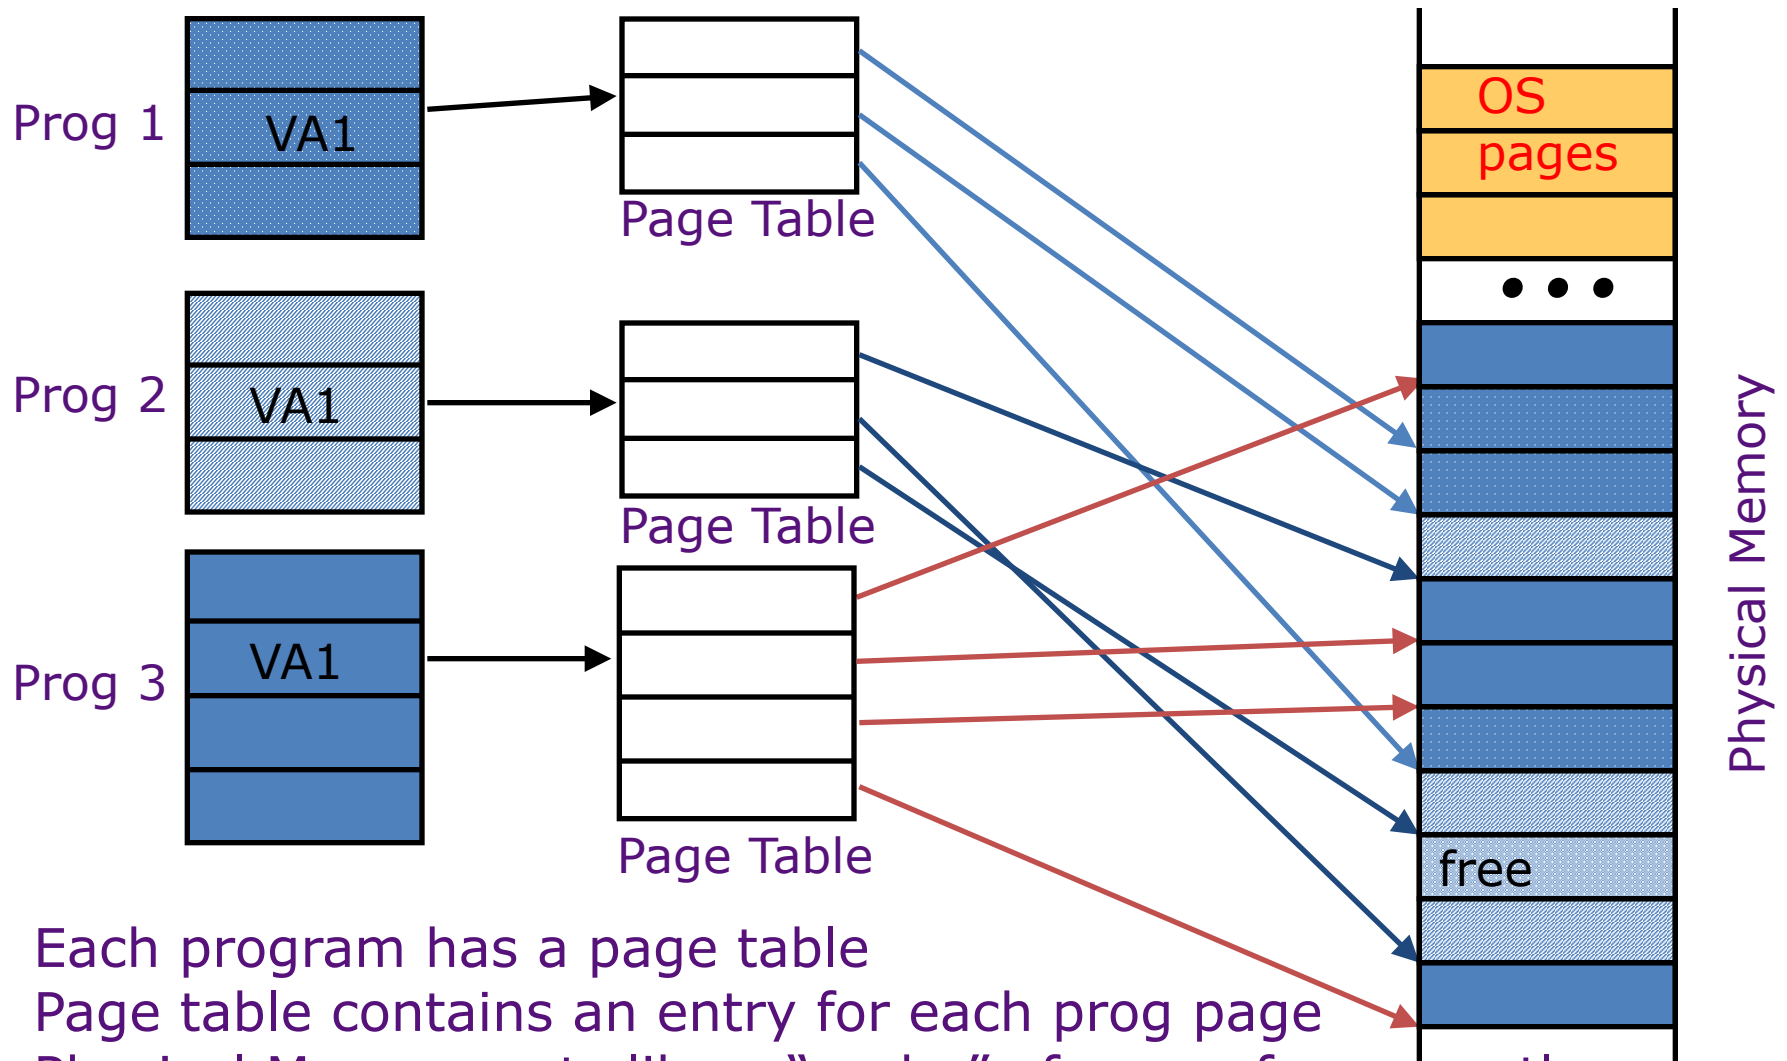 Prog 1
VA1
Page Table
OS
pages
Prog 2
VA1
Page Table
Prog 3
VA1
Page Table
Physical Memory
free
Each program has a page table
Page table contains an entry for each prog page